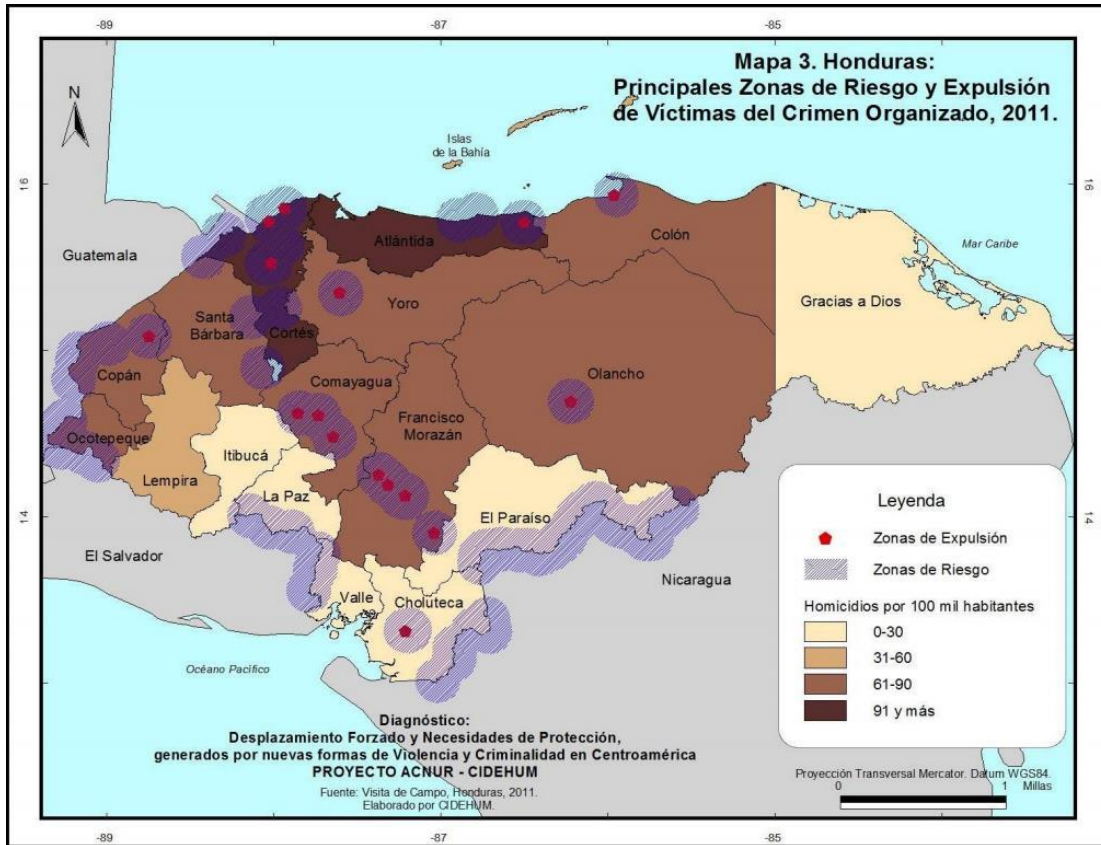 -89
-87
-85
Mapa 3. Honduras:
Principales Zonas de Riesgo y Expulsión
de Víctimas del Crimen Organizado, 2011.
N
Islas
de la Bahía
16
16
Guatemala
Atlántida
Colón
Mar Caribe
Yoro
Gracias a Dios
Santa
Bárbara
Cortés
Copán
Comayagua
Olancho
Francisco
Morazán
Ocotepeque
Itibucá
Lempira
La Paz
El Paraíso
14
14
El Salvador
Nicaragua
Valle
Choluteca
Océano Pacífico
Leyenda
Zonas de Expulsión
Zonas de Riesgo
Homicidios por 100 mil habitantes
0-30
31-60
61-90
91 y más
Diagnóstico:
Desplazamiento Forzado y Necesidades de Protección,
generados por nuevas formas de Violencia y Criminalidad en Centroamérica
PROYECTO ACNUR - CIDEHUM
Fuente: Visita de Campo, Honduras, 2011.
Elaborado por CIDEHUM.
Proyección Transversal Mercator. Datum WGS84.
0 1 Millas
-89
-87
-85